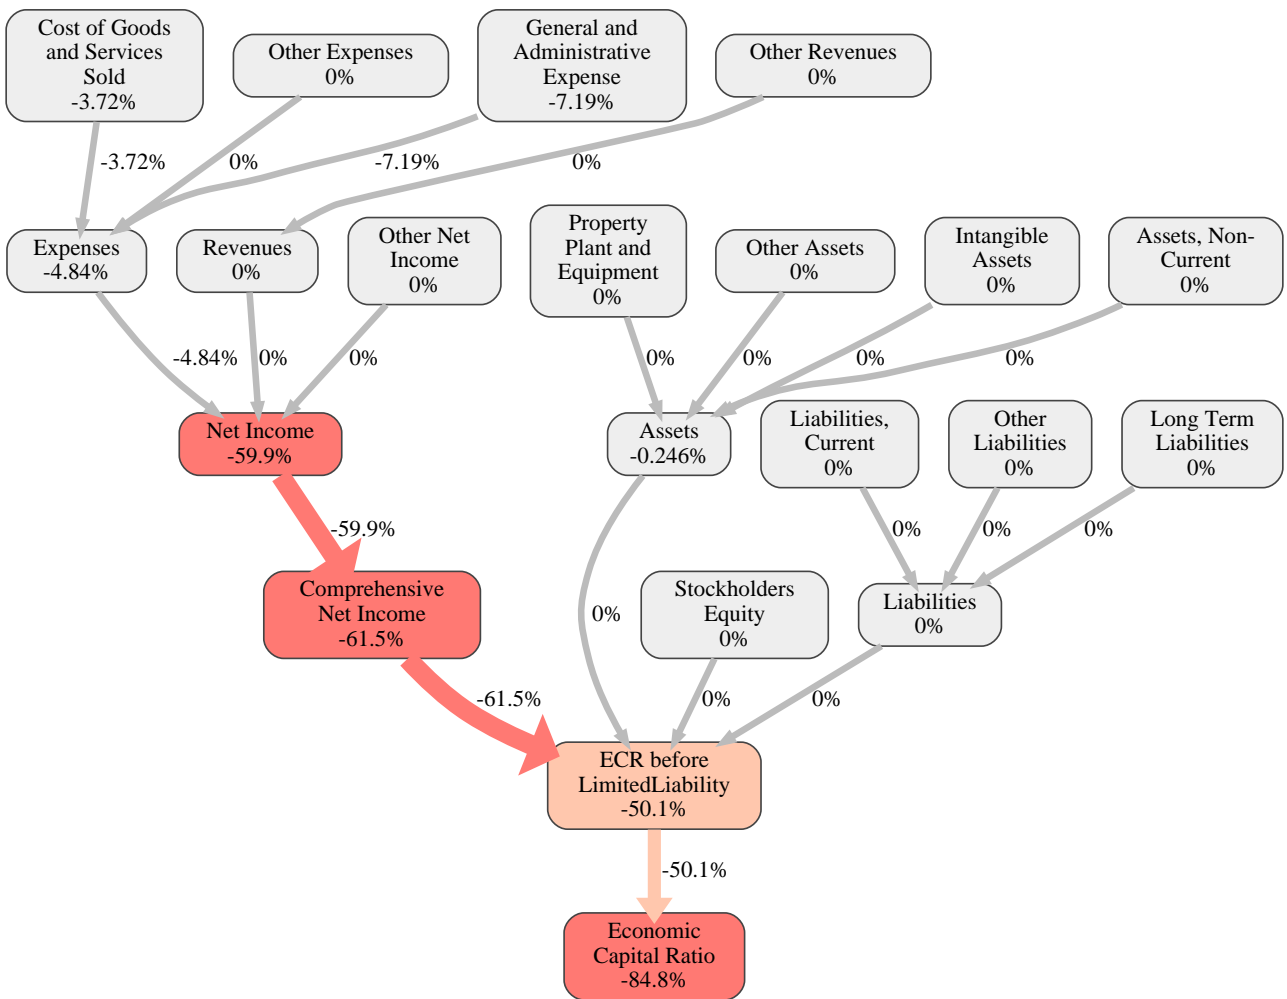 Cost of Goods
and Services
Sold
-3.72%
Other Expenses
0%
General and
Administrative
Expense
-7.19%
Other Revenues
0%
-3.72%
0%
-7.19%
0%
Expenses
-4.84%
Revenues
0%
Other Net
Income
0%
Property
Plant and
Equipment
0%
Other Assets
0%
Intangible
Assets
0%
Assets, Non-
Current
0%
-4.84%
0%
0%
0%
0%
0%
0%
Net Income
-59.9%
Assets
-0.246%
Liabilities,
Current
0%
Other
Liabilities
0%
Long Term
Liabilities
0%
-59.9%
0%
0%
0%
Comprehensive
Net Income
-61.5%
0%
Stockholders
Equity
0%
Liabilities
0%
-61.5%
0%
0%
ECR before
LimitedLiability
-50.1%
-50.1%
Economic
Capital Ratio
-84.8%